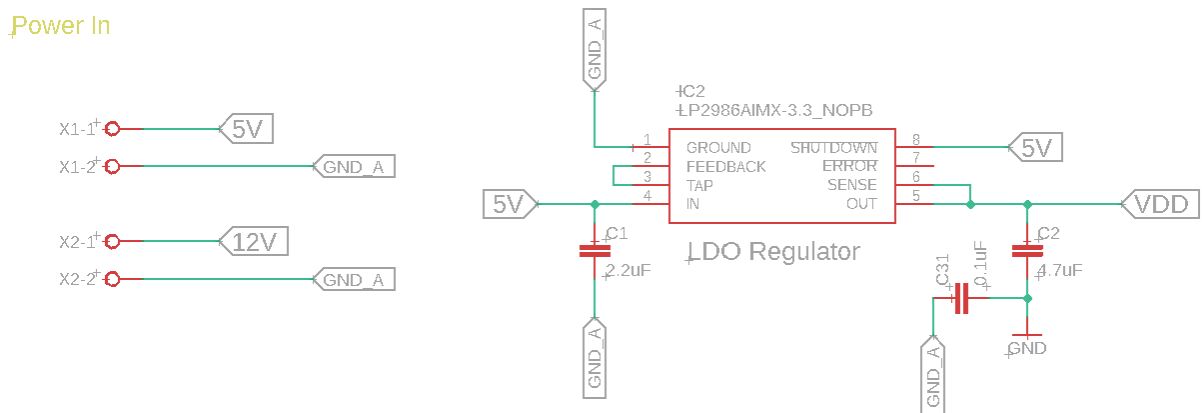 Power In
X1-1
5V
X1-2
GND_A
X2-1
12V
X2-2
GND_A
GND_A
IC2
LP2986AIMX-3.3_NOPB
1
GROUND
SHUTDOWN
8
5V
2
FEEDBACK
ERROR
7
3
TAP
SENSE
6
5V
4
IN
OUT
5
VDD
LDO Regulator
C1
2.2uF
GND_A
C2
4.7uF
C31
0.1uF
GND_A
GND